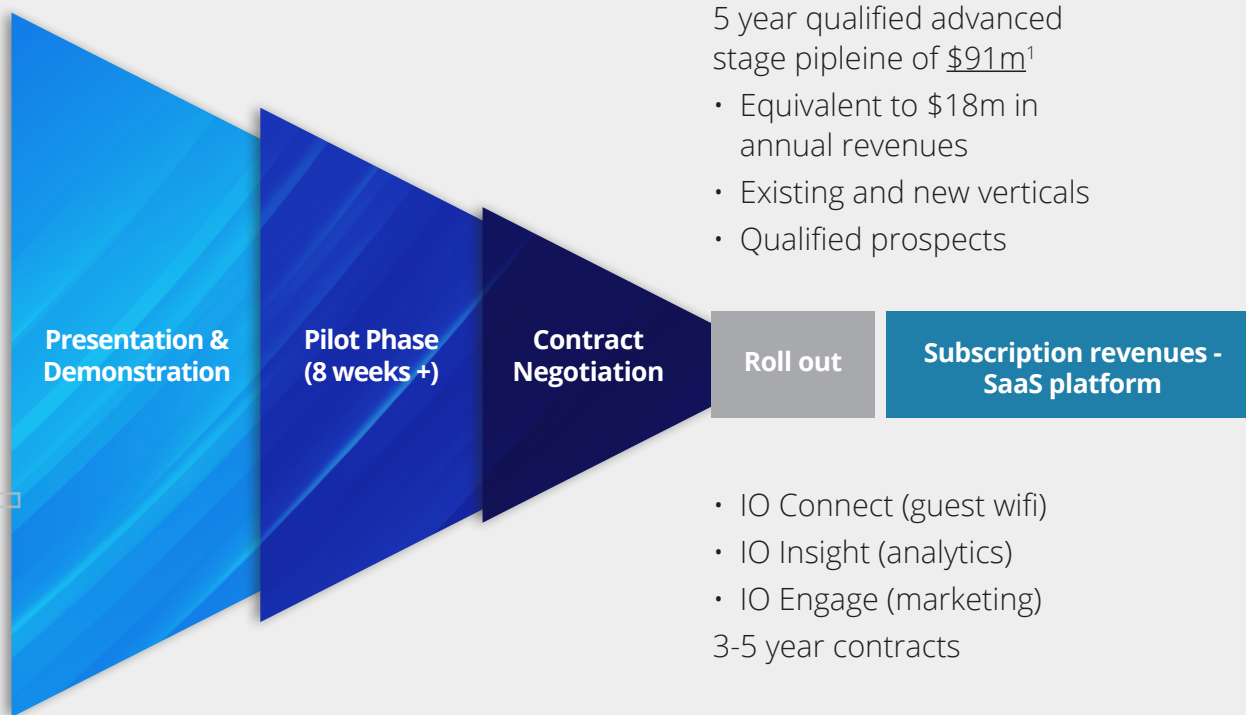 5 year qualified advanced
stage pipleine of $91m¹
• Equivalent to $18m in
annual revenues
• Existing and new verticals
• Qualified prospects
Presentation &
Demonstration
Pilot Phase
(8 weeks +)
Contract
Negotiation
Roll out
Subscription revenues -
SaaS platform
• IO Connect (guest wifi)
• IO Insight (analytics)
• IO Engage (marketing)
3-5 year contracts